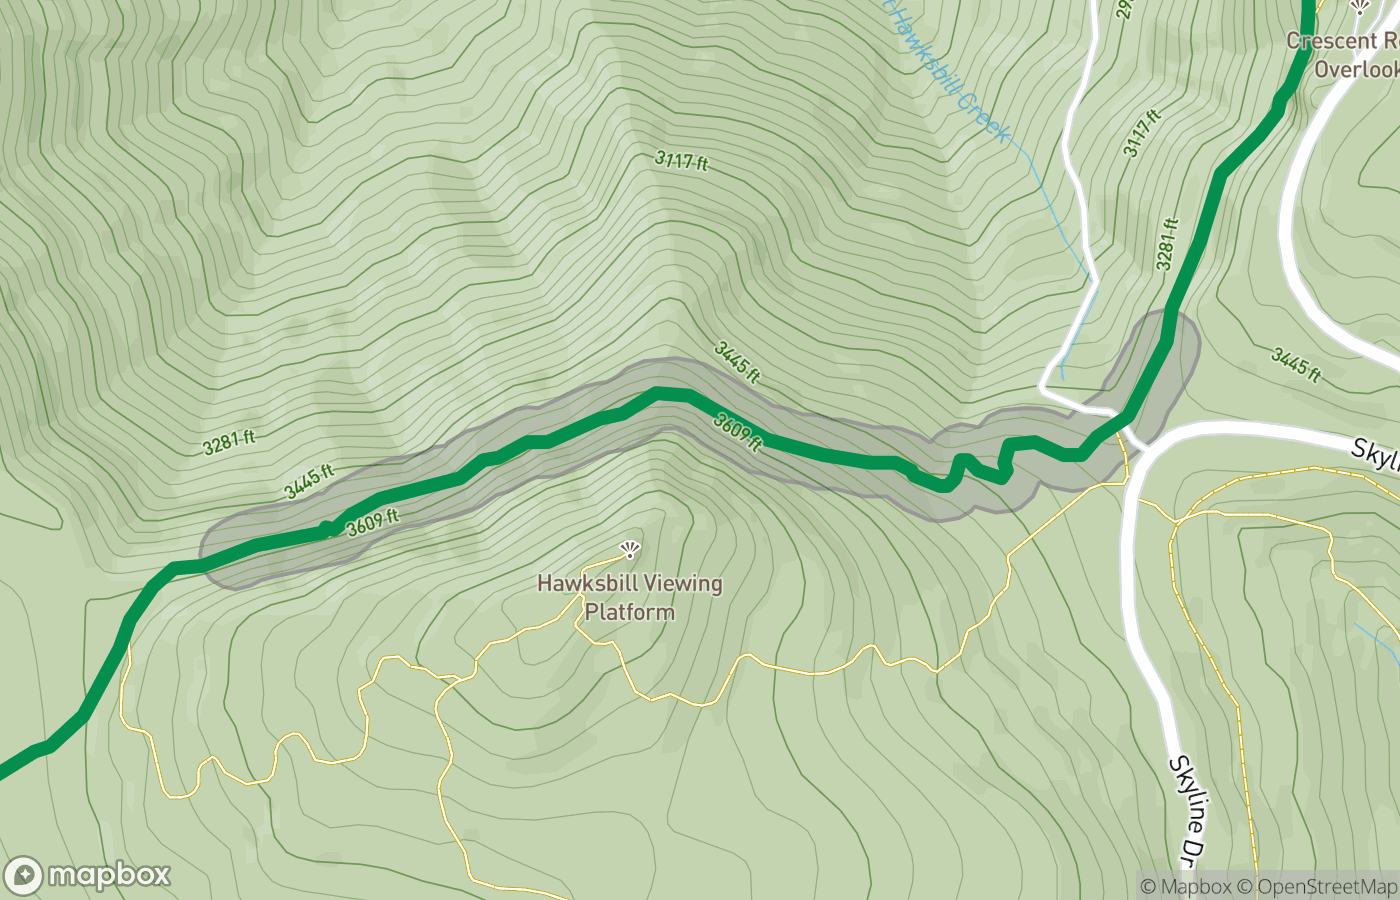 Hawksbill Creek
Crescent R
Overlook
3117 ft
3117 ft
3281 ft
3445 ft
3445 ft
3609 ft
3281 ft
3445 ft
3609 ft
Hawksbill Viewing
Platform
Skyline Dr
mapbox
© Mapbox © OpenStreetMap